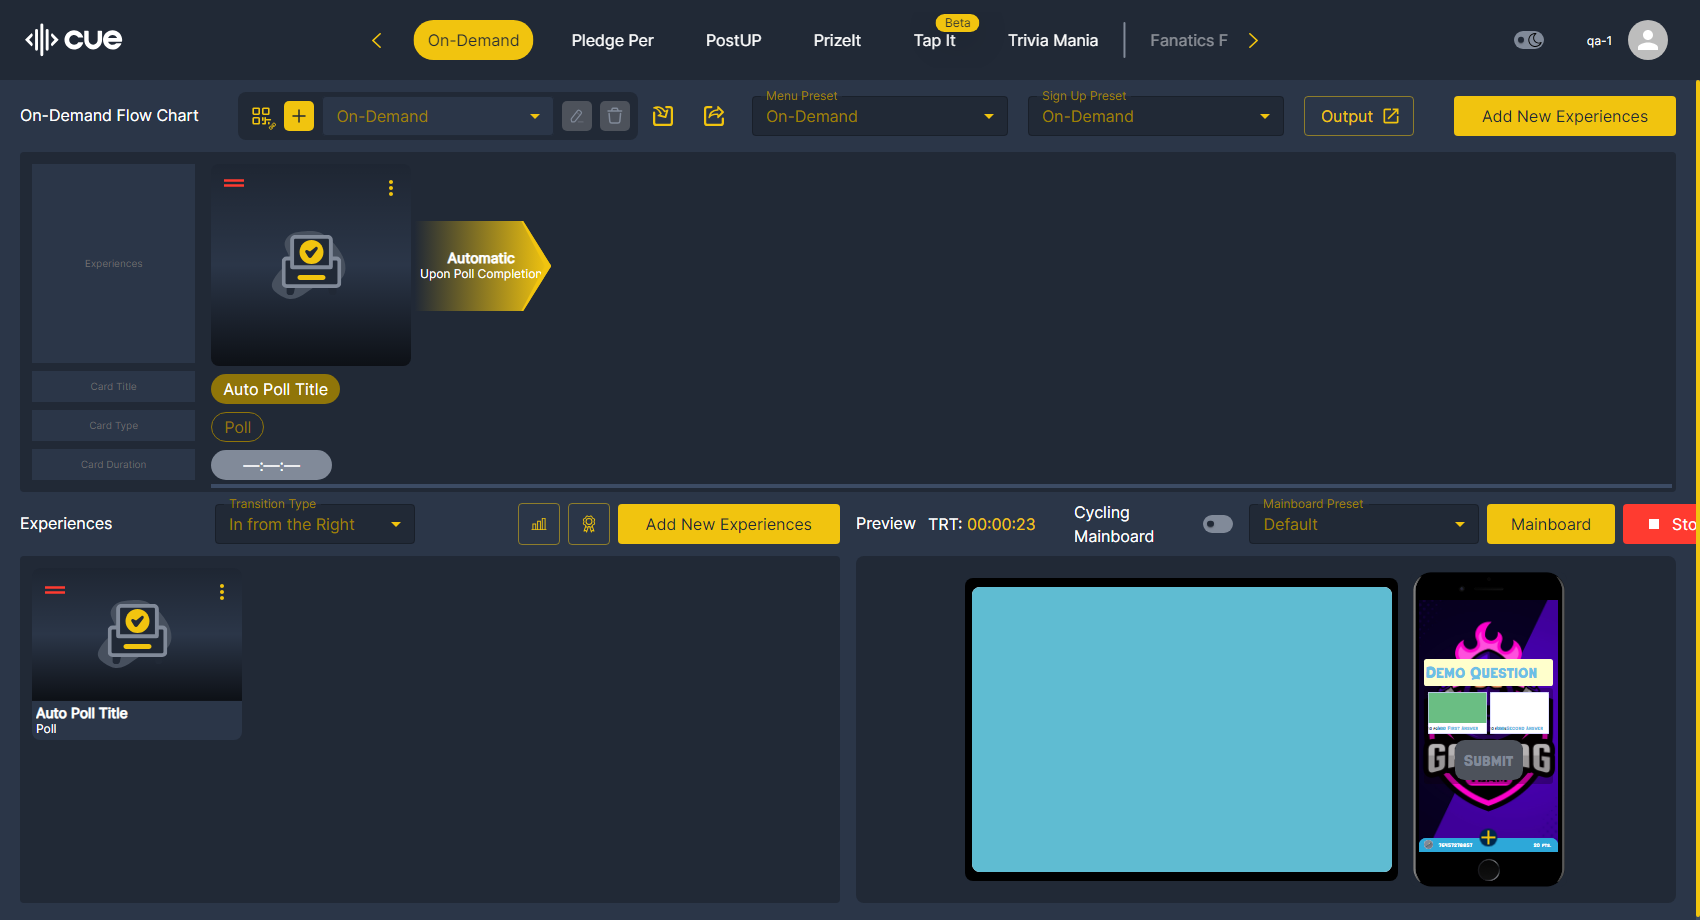 cue
On-Demand
Pledge Per
PostUP
PrizeIt
Beta
Tap It
Trivia Mania
Fanatics F
qa-1
On-Demand Flow Chart
On-Demand
Menu Preset
On-Demand
Sign Up Preset
On-Demand
Output
Add New Experiences
Experiences
Automatic
Upon Poll Completion
Card Title
Auto Poll Title
Card Type
Poll
Card Duration
—:—:—
Experiences
Transition Type
In from the Right
Add New Experiences
Preview
TRT: 00:00:23
Cycling
Mainboard
Mainboard Preset
Default
Mainboard
Sto
Auto Poll Title
Poll
Demo Question
First Answer
Second Answer
Submit